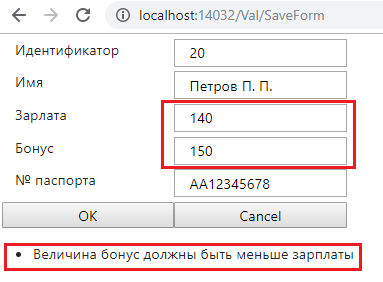 localhost:14032/Val/SaveForm
Идентификатор 20
Имя Петров П. П.
Зарлата 140
Бонус 150
№ паспорта AA12345678
OK Cancel
• Величина бонус должны быть меньше зарплаты